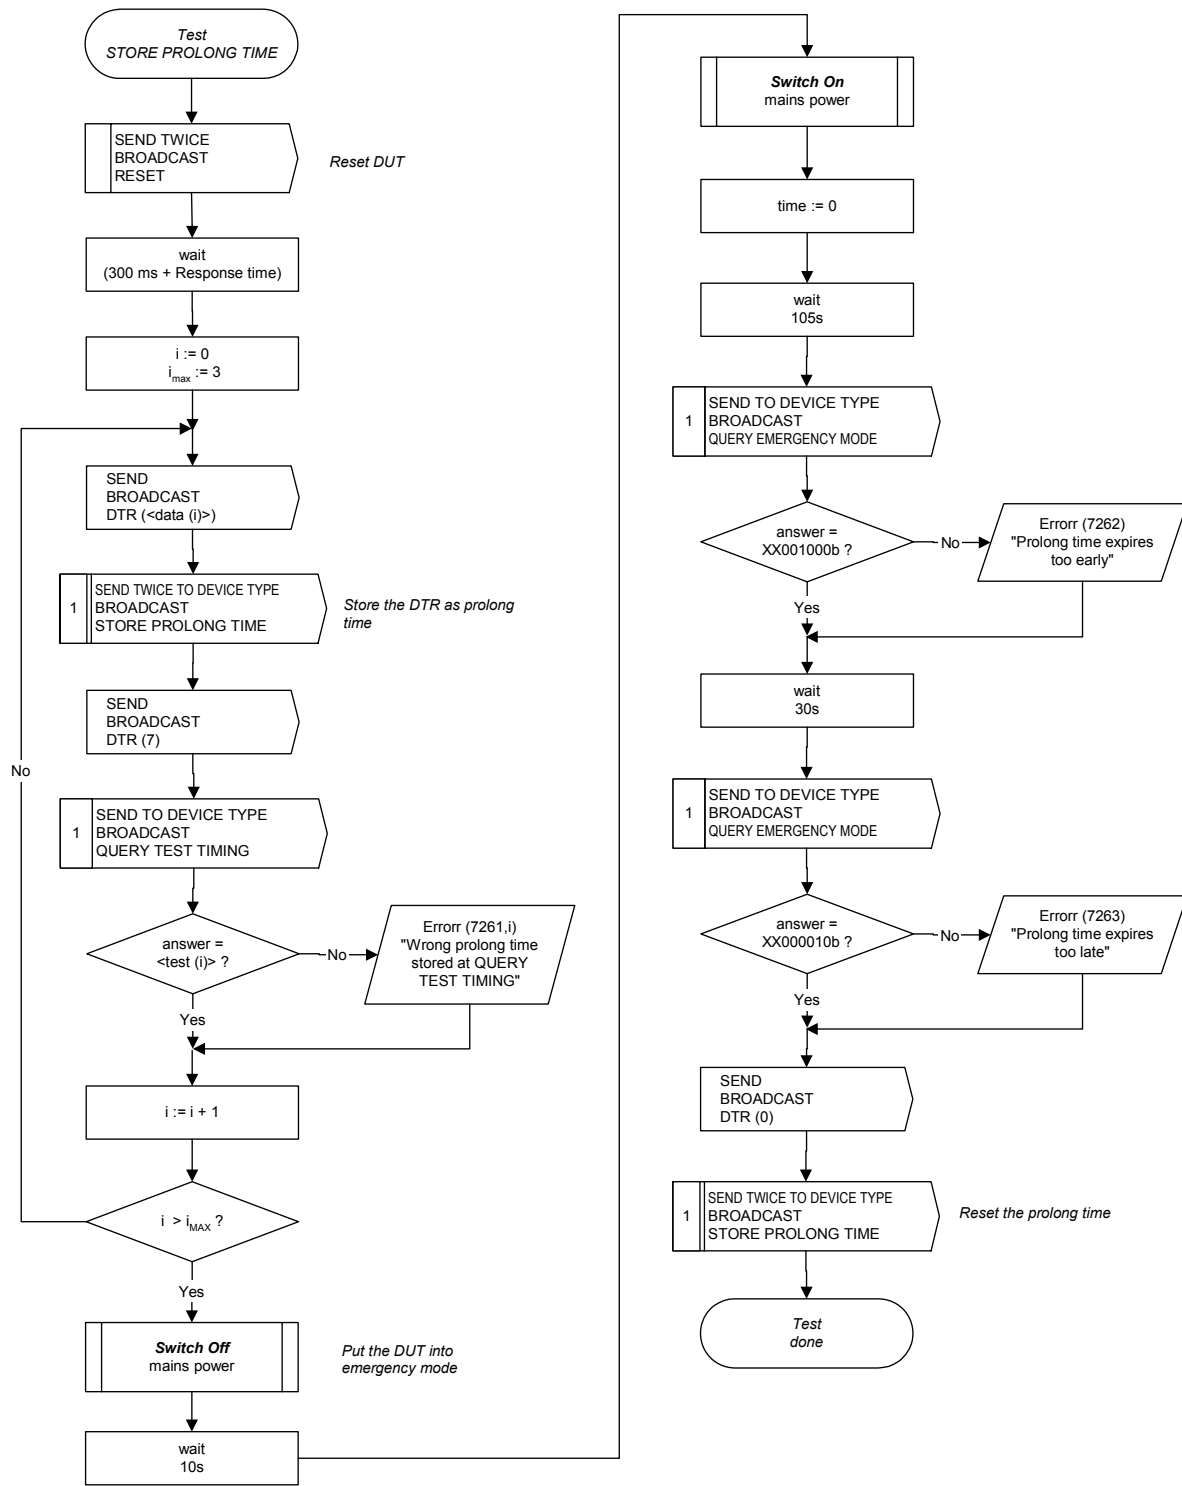 Test
STORE PROLONG TIME
SEND TWICE
BROADCAST
RESET
Reset DUT
wait
(300 ms + Response time)
i := 0
imax := 3
SEND
BROADCAST
DTR (<data (i)>)
1
SEND TWICE TO DEVICE TYPE
BROADCAST
STORE PROLONG TIME
Store the DTR as prolong
time
SEND
BROADCAST
DTR (7)
No
1
SEND TO DEVICE TYPE
BROADCAST
QUERY TEST TIMING
answer =
<test (i)> ?
No
Errorr (7261,i)
"Wrong prolong time
stored at QUERY
TEST TIMING"
Yes
i := i + 1
i > iMAX ?
Yes
Switch Off
mains power
Put the DUT into
emergency mode
wait
10s
Switch On
mains power
time := 0
wait
105s
1
SEND TO DEVICE TYPE
BROADCAST
QUERY EMERGENCY MODE
answer =
XX001000b ?
No
Errorr (7262)
"Prolong time expires
too early"
Yes
wait
30s
1
SEND TO DEVICE TYPE
BROADCAST
QUERY EMERGENCY MODE
answer =
XX000010b ?
No
Errorr (7263)
"Prolong time expires
too late"
Yes
SEND
BROADCAST
DTR (0)
1
SEND TWICE TO DEVICE TYPE
BROADCAST
STORE PROLONG TIME
Reset the prolong time
Test
done